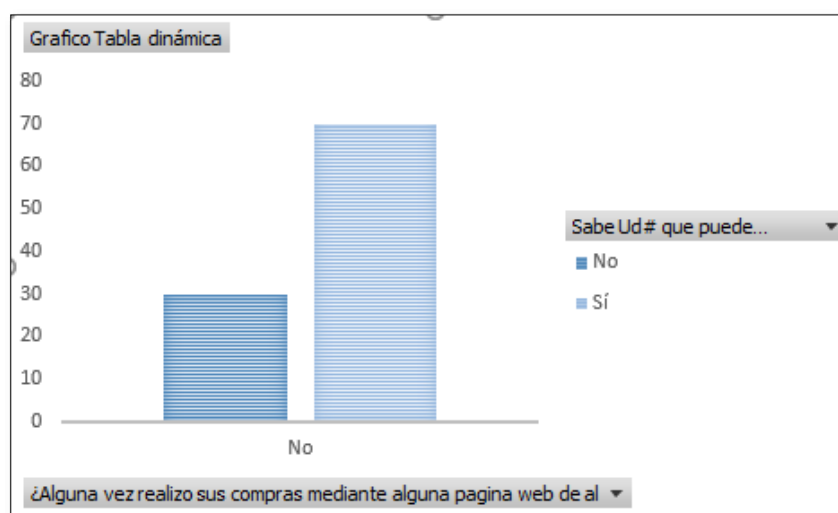 Grafico Tabla dinámica
80
70
60
50
40
30
20
10
0
No
Sabe Ud# que puede...
No
Sí
¿Alguna vez realizo sus compras mediante alguna pagina web de al